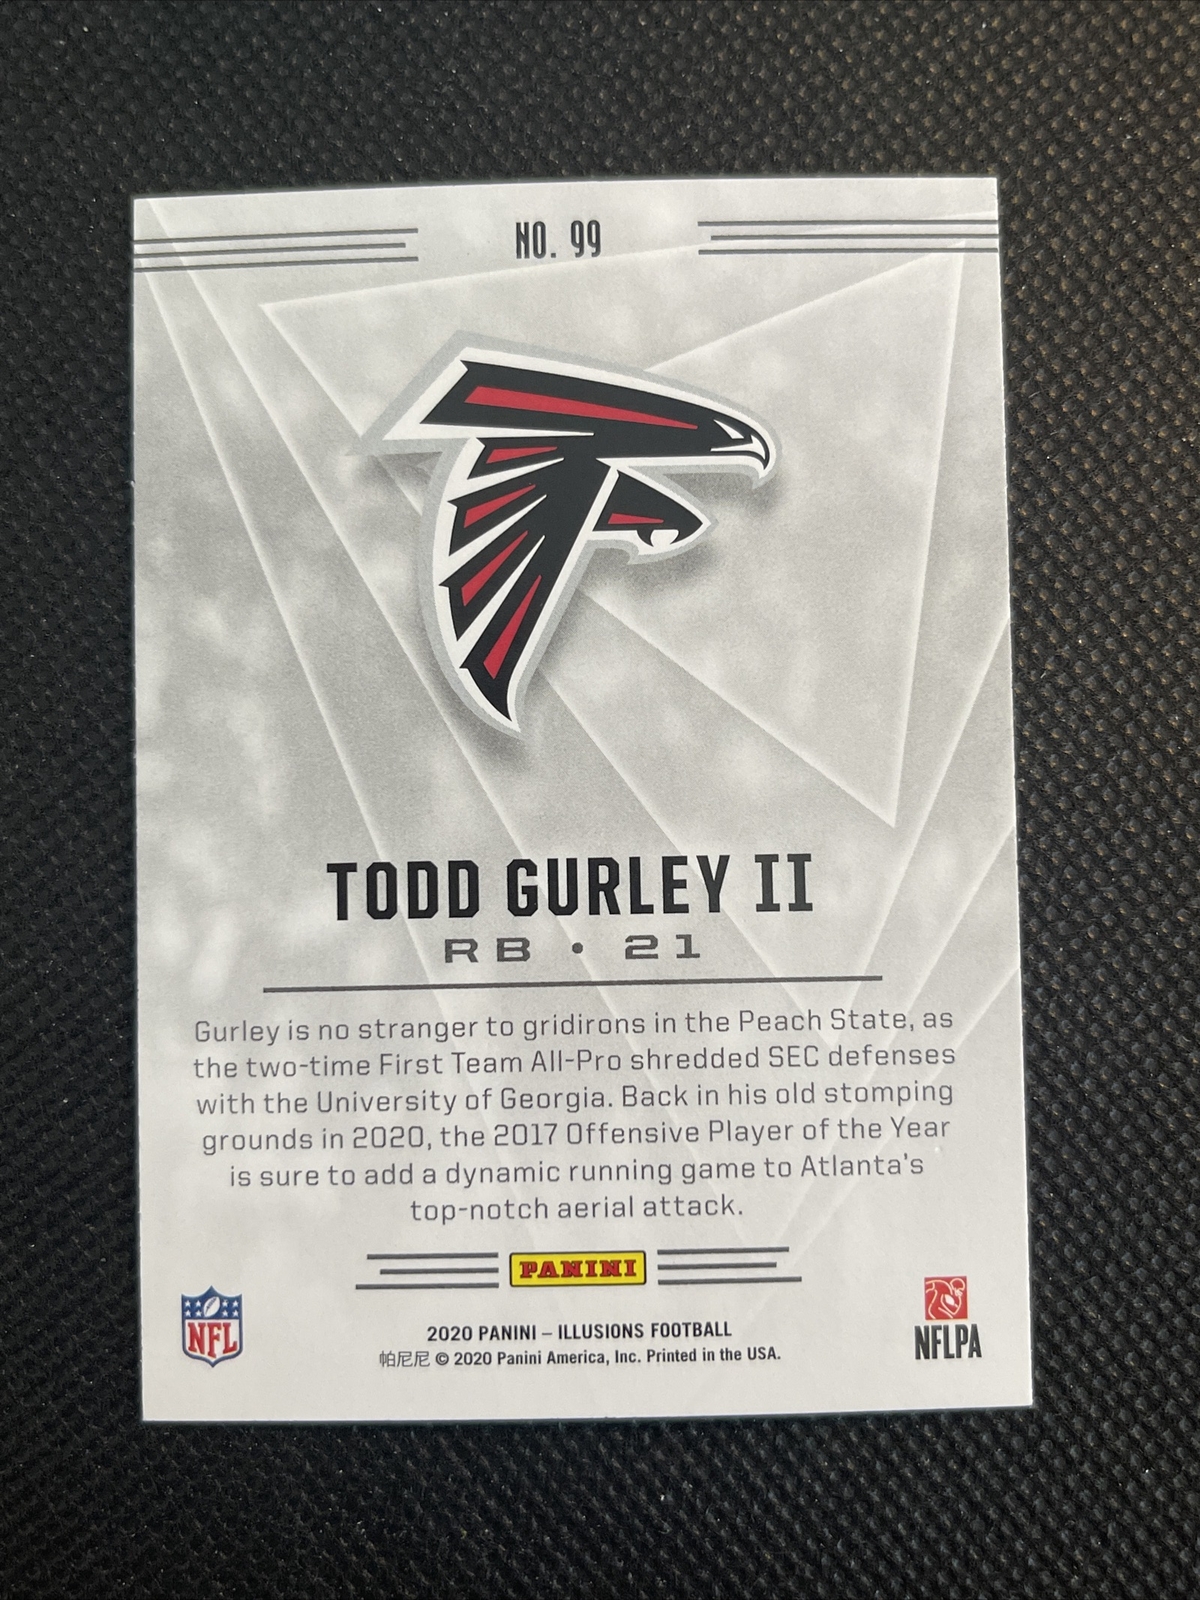 NO. 99
TODD GURLEY II
RB • 21
Gurley is no stranger to gridirons in the Peach State, as
the two-time First Team All-Pro shredded SEC defenses
with the University of Georgia. Back in his old stomping
grounds in 2020, the 2017 Offensive Player of the Year
is sure to add a dynamic running game to Atlanta's
top-notch aerial attack.
PANINI
NFL
2020 PANINI – ILLUSIONS FOOTBALL
帕尼尼 © 2020 Panini America, Inc. Printed in the USA.
NFLPA